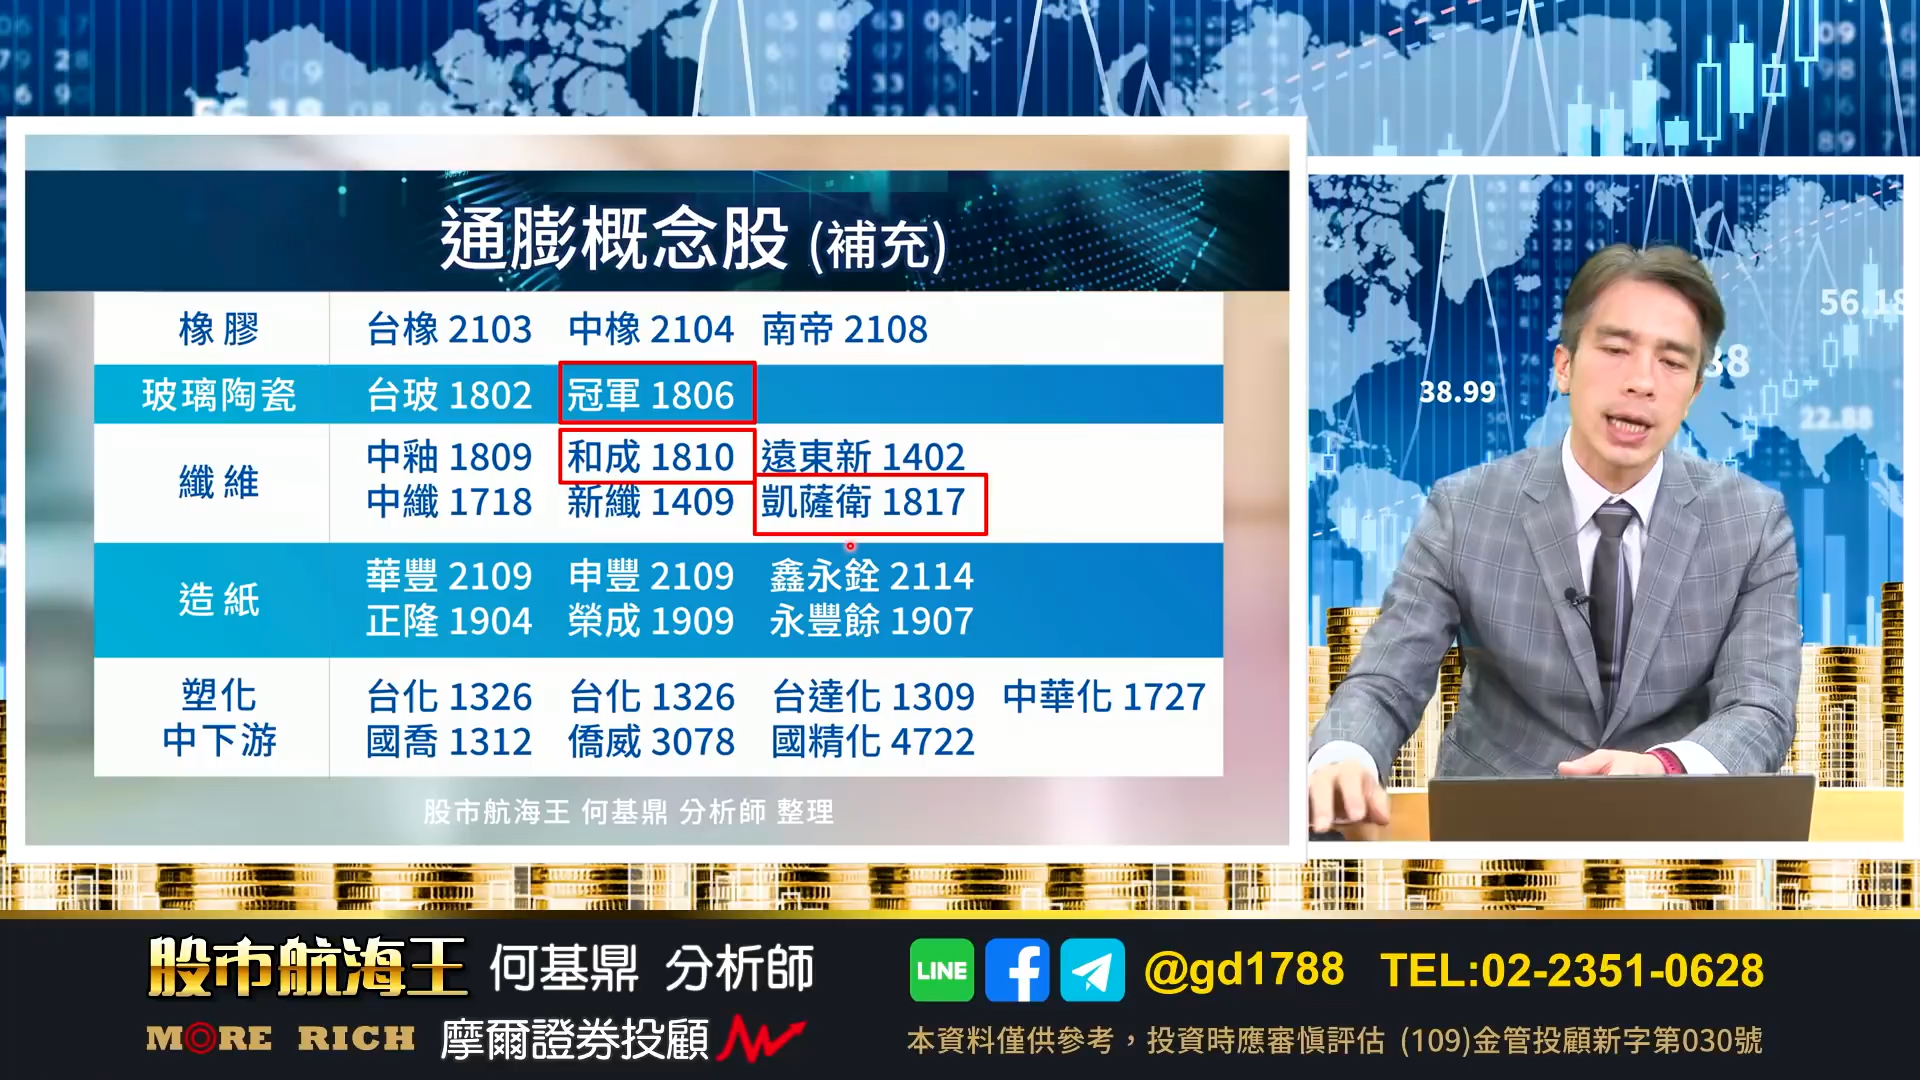 通膨概念股 (補充)
橡膠 台橡 2103 中橡 2104 南帝 2108
玻璃陶瓷 台玻 1802 冠軍 1806
纖維 中釉 1809 和成 1810 遠東新 1402
中纖 1718 新纖 1409 凱薩衛 1817
造紙 華豐 2109 申豐 2109 鑫永銓 2114
正隆 1904 榮成 1909 永豐餘 1907
塑化 台化 1326 台化 1326 台達化 1309 中華化 1727
中下游 國喬 1312 僑威 3078 國精化 4722
股市航海王 何基鼎 分析師 整理
56.18
38.99
22.88
股市航海王 何基鼎 分析師
LINE @gd1788 TEL:02-2351-0628
MORE RICH 摩爾證券投顧
本資料僅供參考，投資時應審慎評估 (109)金管投顧新字第030號